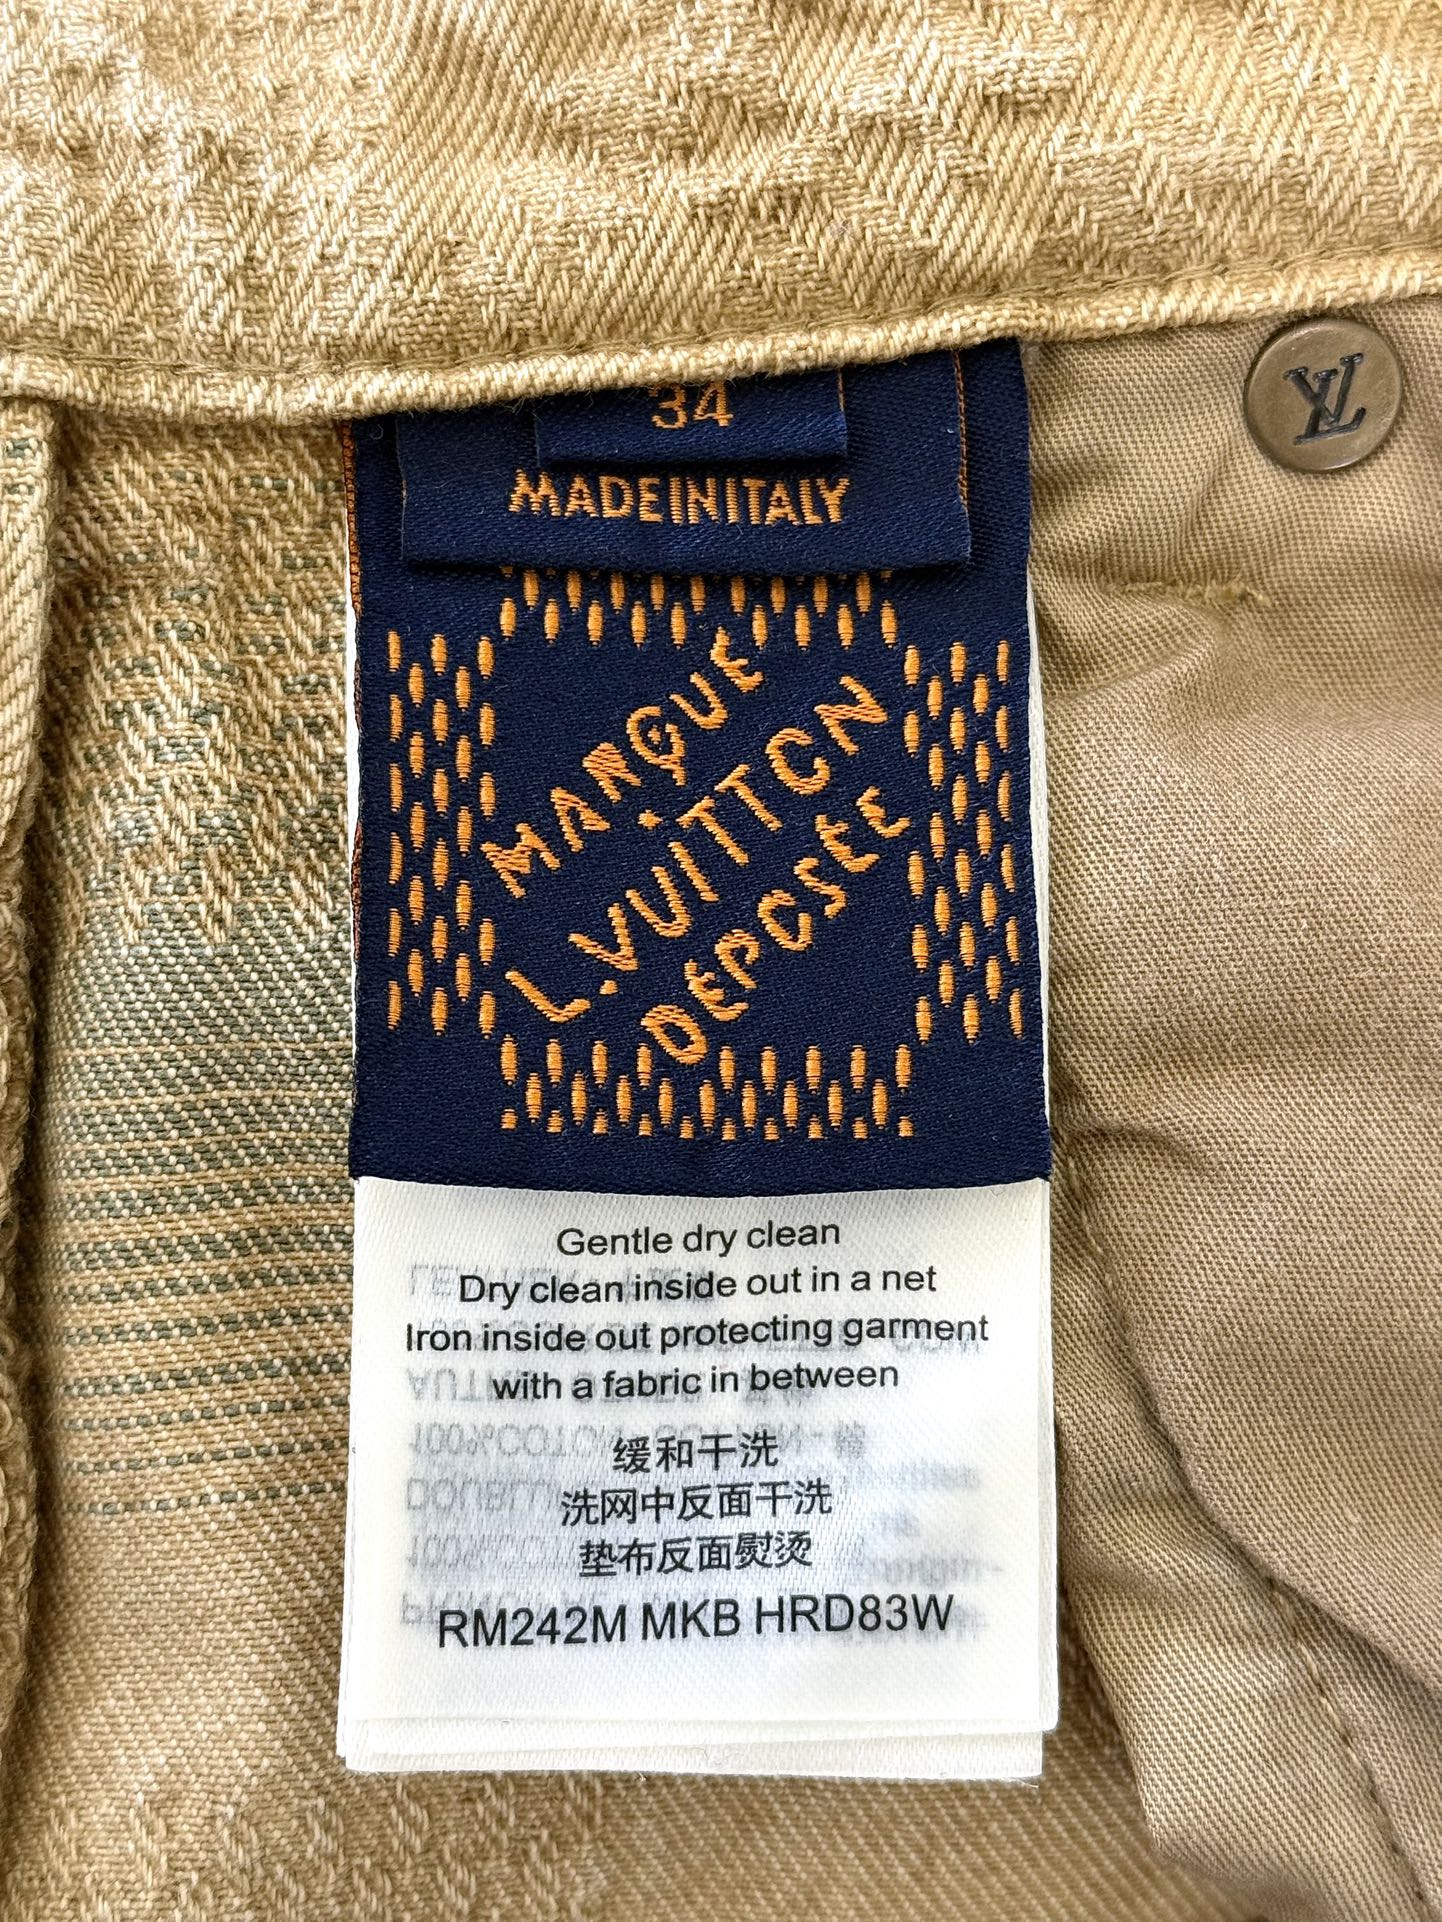 LV
34
MADEINITALY
MARQUE
L.VUITTON
DEPOSEE
Gentle dry clean
Dry clean inside out in a net
Iron inside out protecting garment
with a fabric in between
缓和干洗
洗网中反面干洗
垫布反面熨烫
RM242M MKB HRD83W